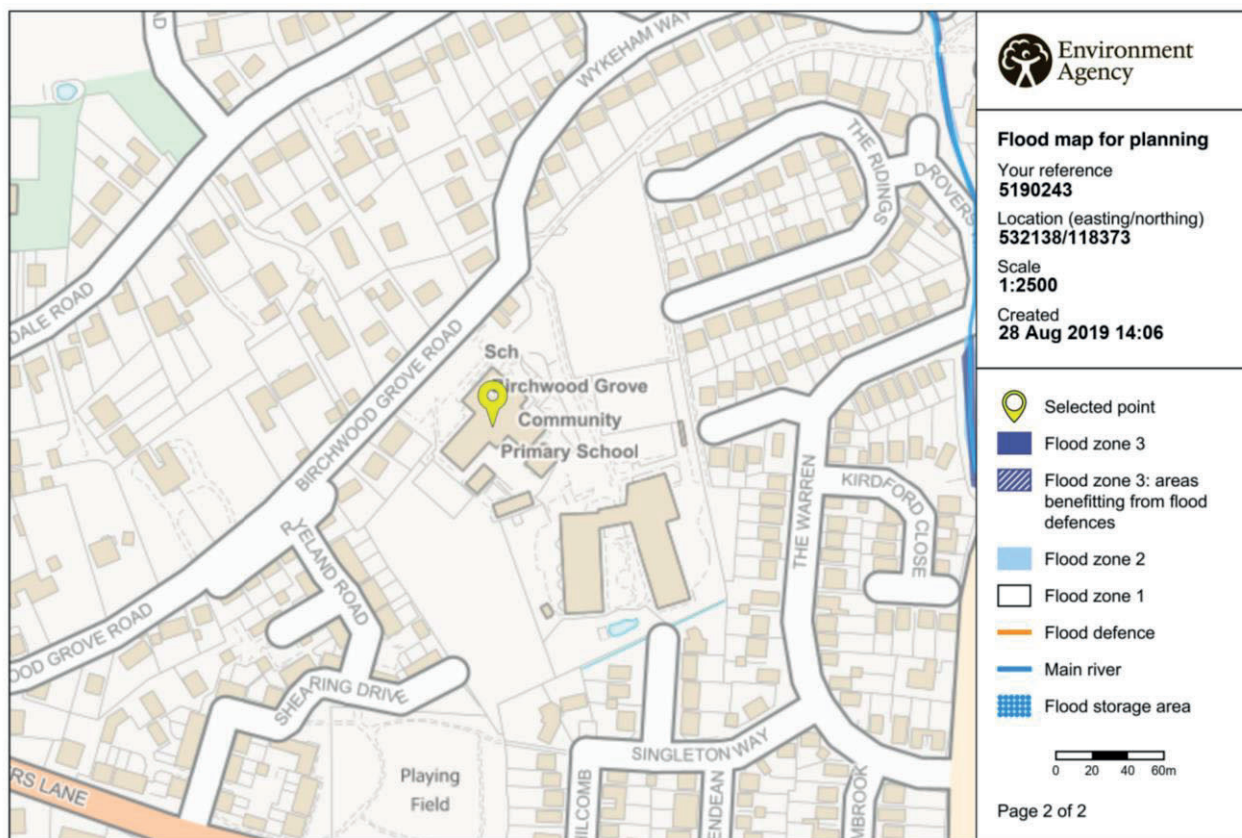 WYKEHAM WAY
THE RIDINGS
DROVERS
DALE ROAD
BIRCHWOOD GROVE ROAD
Sch
Birchwood Grove
Community
Primary School
THE WARREN
KIRDFORD CLOSE
RYELAND ROAD
OOD GROVE ROAD
SHEARING DRIVE
SINGLETON WAY
RS LANE
Playing
Field
ILCOMB
ENDEAN
MBROOK
Environment
Agency
Flood map for planning
Your reference
5190243
Location (easting/northing)
532138/118373
Scale
1:2500
Created
28 Aug 2019 14:06
Selected point
Flood zone 3
Flood zone 3: areas
benefitting from flood
defences
Flood zone 2
Flood zone 1
Flood defence
Main river
Flood storage area
0 20 40 60m
Page 2 of 2